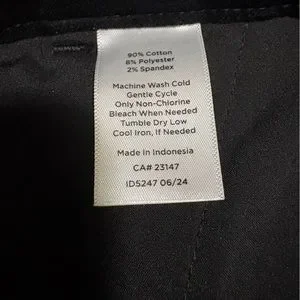 90% Cotton
8% Polyester
2% Spandex
Machine Wash Cold
Gentle Cycle
Only Non-Chlorine
Bleach When Needed
Tumble Dry Low
Cool Iron, If Needed
Made in Indonesia
CA# 23147
ID5247 06/24